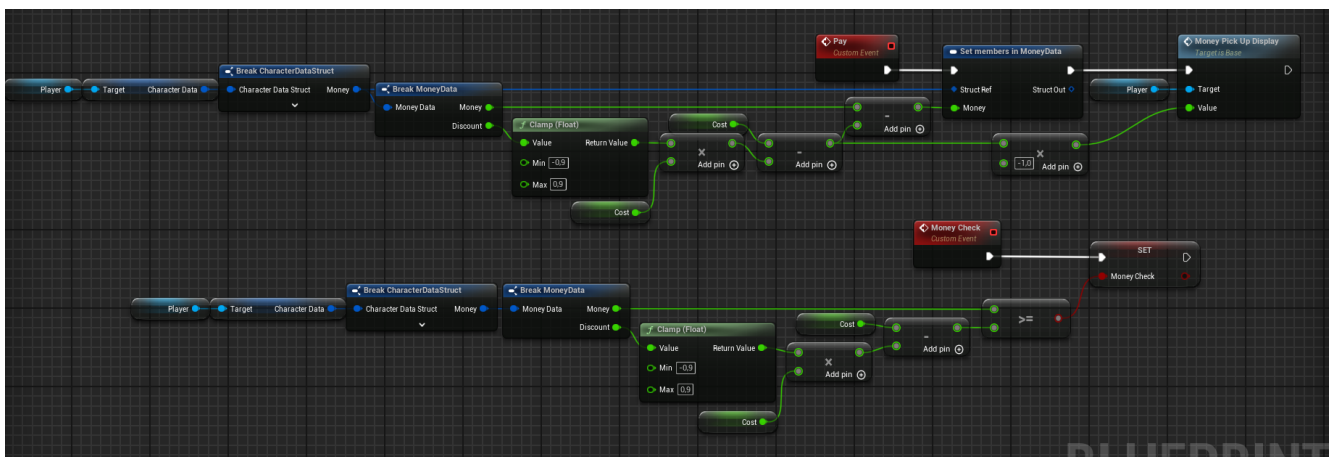 Pay
Custom Event
Set members in MoneyData
Struct Ref
Struct Out
Money
Money Pick Up Display
Target is Base
Player
Target
Value
Player
Target
Character Data
Break CharacterDataStruct
Character Data Struct
Money
Break MoneyData
Money Data
Money
Discount
Clamp (Float)
Value
Return Value
Min
-0,9
Max
0,9
Cost
Cost
×
Add pin
-
Add pin
-
Add pin
×
-1,0
Add pin
Money Check
Custom Event
SET
Money Check
Player
Target
Character Data
Break CharacterDataStruct
Character Data Struct
Money
Break MoneyData
Money Data
Money
Discount
f Clamp (Float)
Value
Return Value
Min
-0,9
Max
0,9
Cost
Cost
×
Add pin
-
Add pin
>=
BLUEPRINT